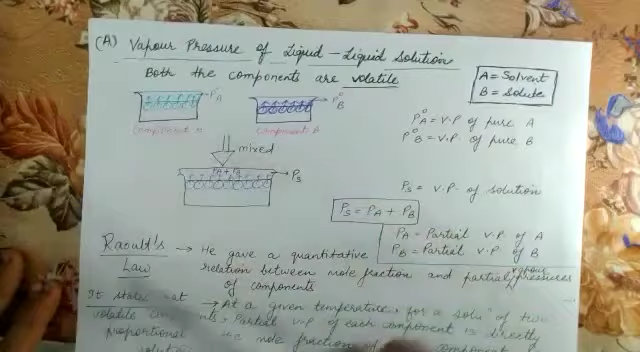 (A) Vapour Pressure of Liquid - Liquid Solution
Both the components are volatile
A = Solvent
B = Solute
P°A
P°B
Component
Component
P°A = V.P of pure A
P°B = V.P. of pure B
mixed
PA + PB
Ps
Ps = V.P. of solution
Ps = PA + PB
PA = Partial V.P. of A
PB = Partial V.P. of B
Raoult's Law → He gave a quantitative
relation between mole fraction and partial vapour pressures
of components
It states → At a given temperature, for a solⁿ of two
volatile Partial V.P of each component is directly
proportional mole fraction of component